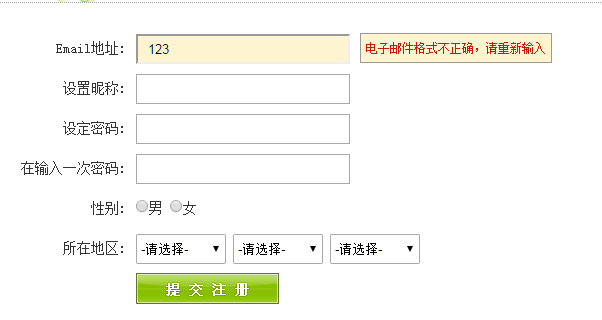 Email地址: 123 电子邮件格式不正确，请重新输入
设置昵称:
设定密码:
在输入一次密码:
性别: 男 女
所在地区: -请选择- -请选择- -请选择-
提 交 注 册